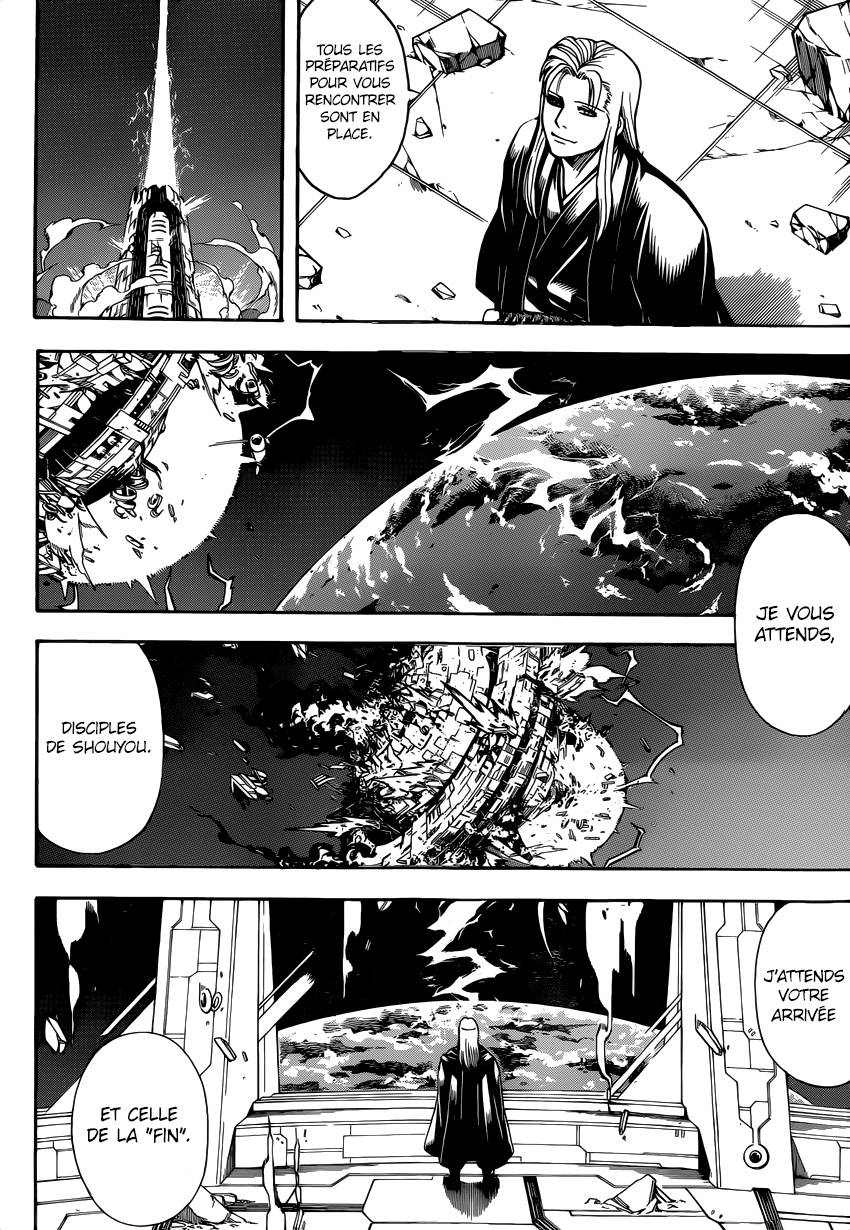 TOUS LES
PRÉPARATIFS
POUR VOUS
RENCONTRER
SONT EN
PLACE.
JE VOUS
ATTENDS,
DISCIPLES
DE SHOUYOU.
J'ATTENDS
VOTRE
ARRIVÉE
ET CELLE
DE LA "FIN".